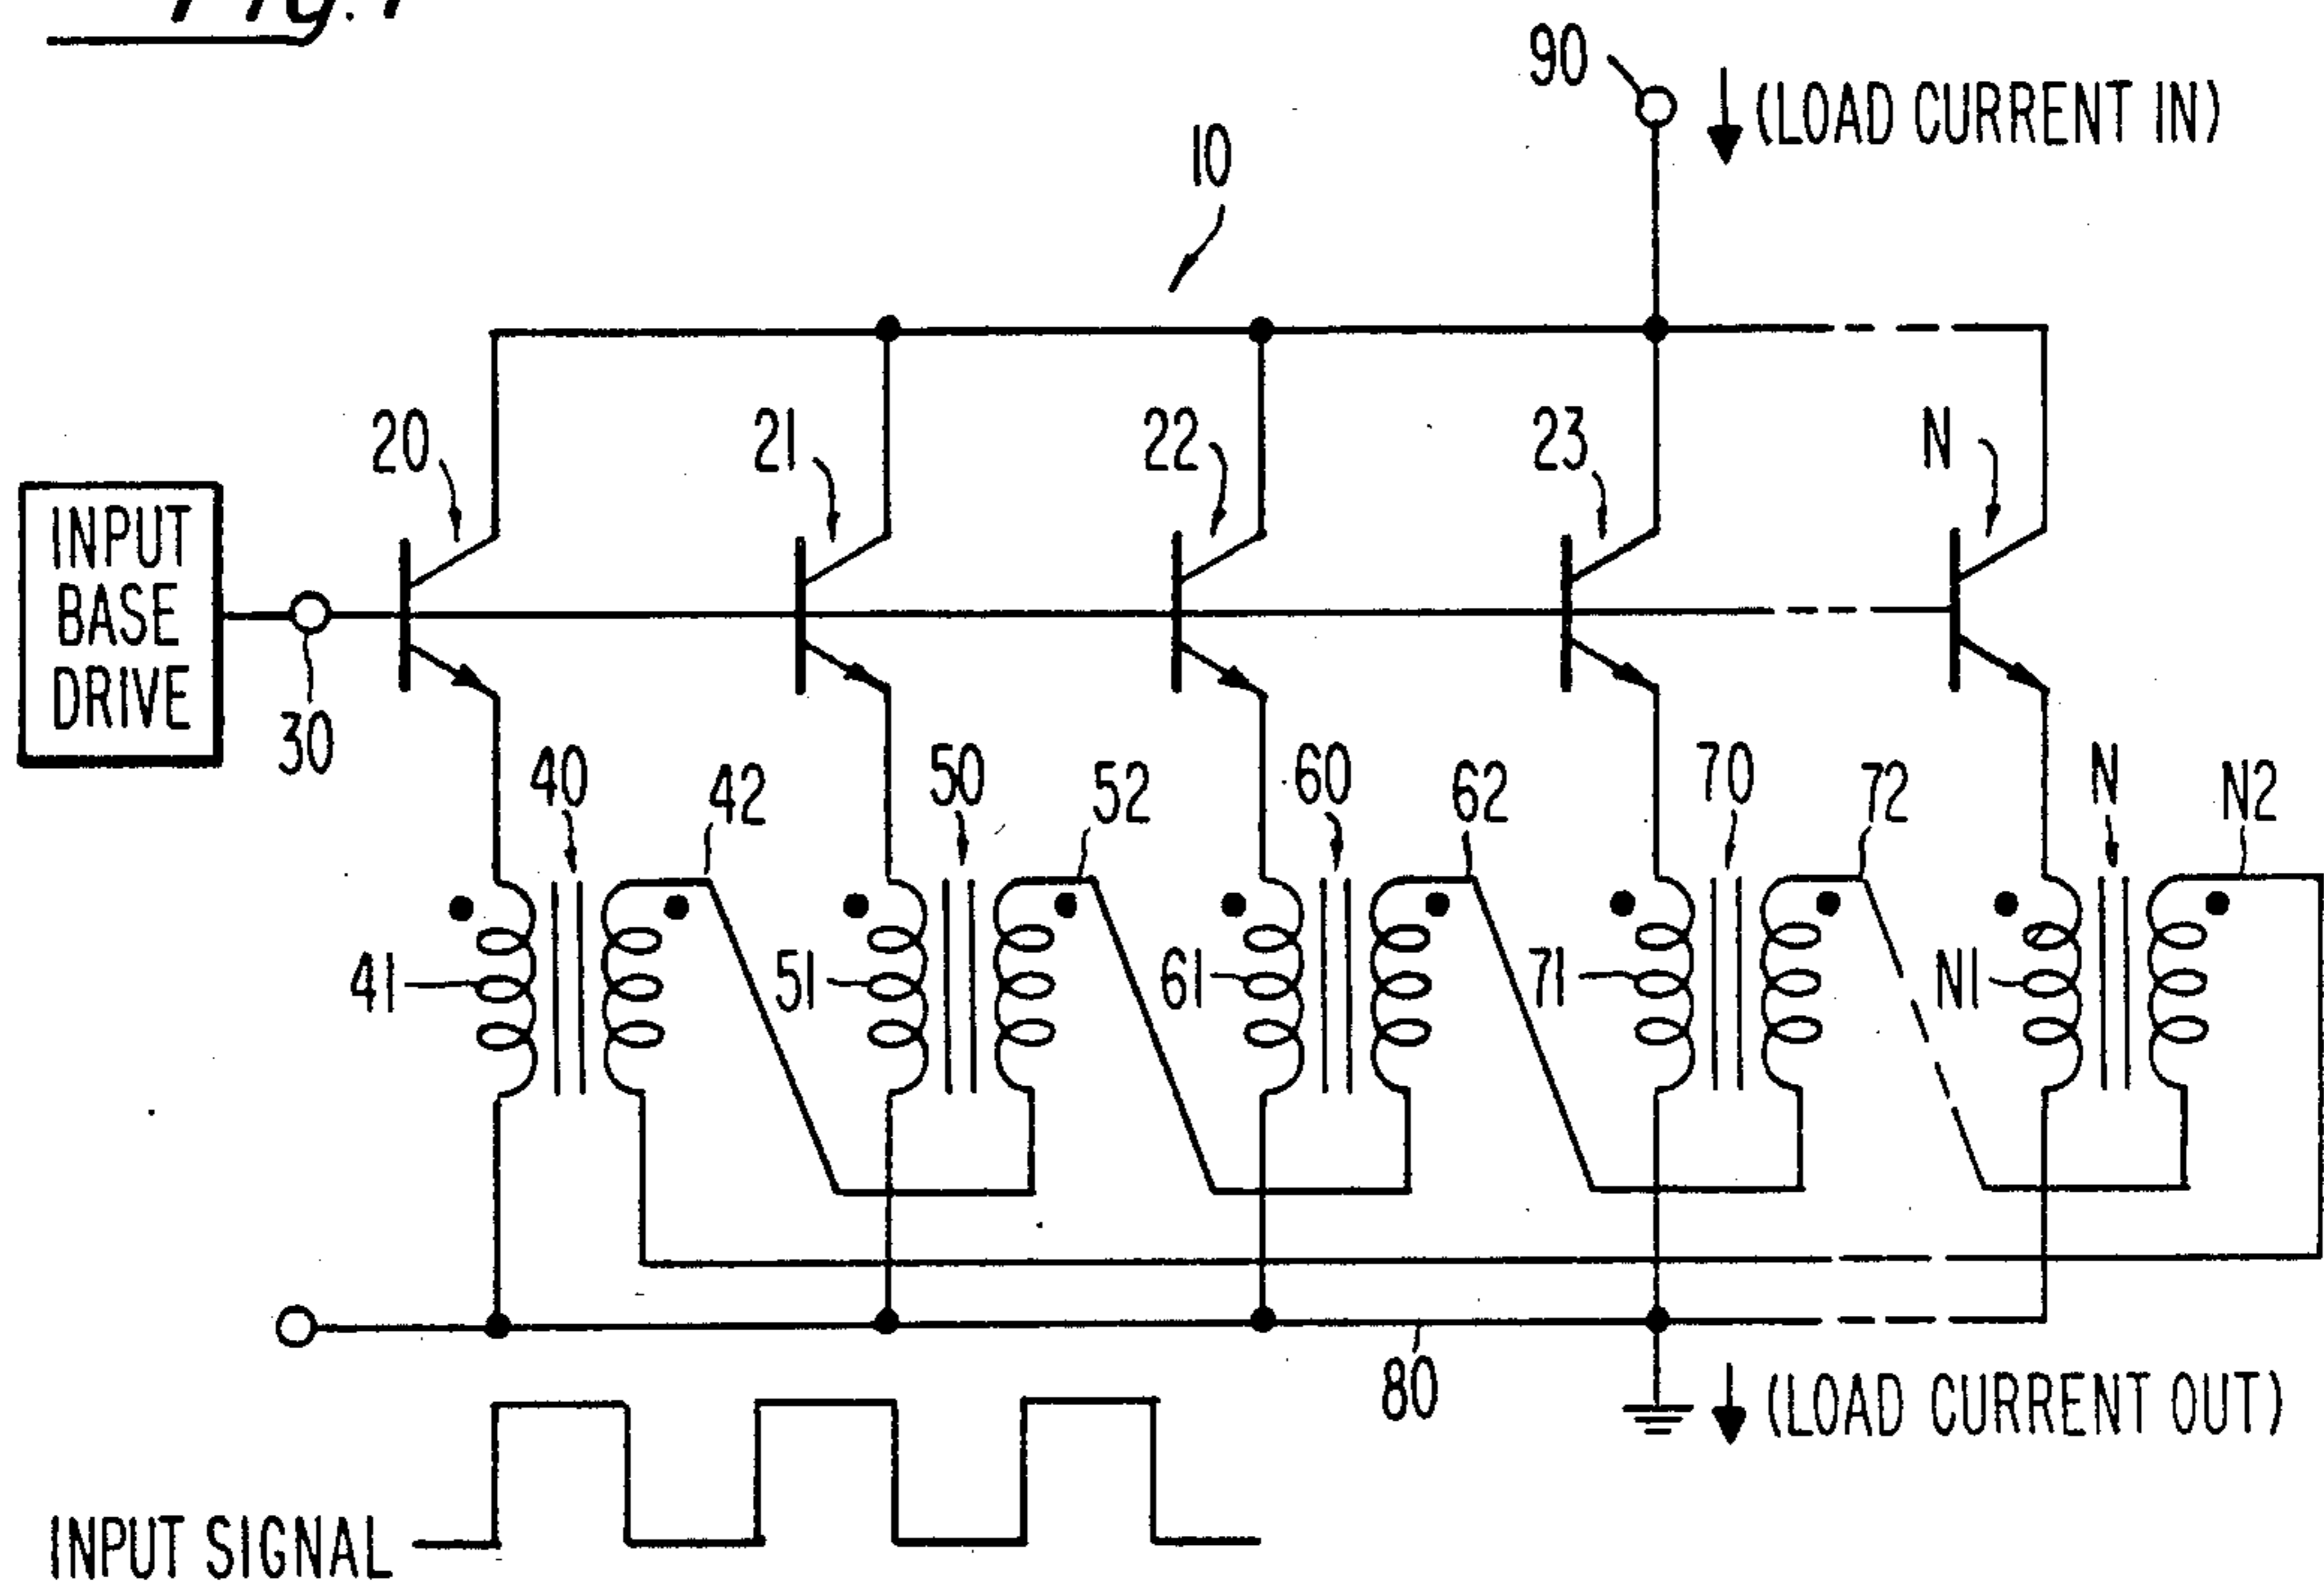 Fig. 1
90
(LOAD CURRENT IN)
10
20
21
22
23
N
INPUT
BASE
DRIVE
30
40
42
50
52
60
62
70
72
N
N2
41
51
61
71
N1
80
(LOAD CURRENT OUT)
INPUT SIGNAL